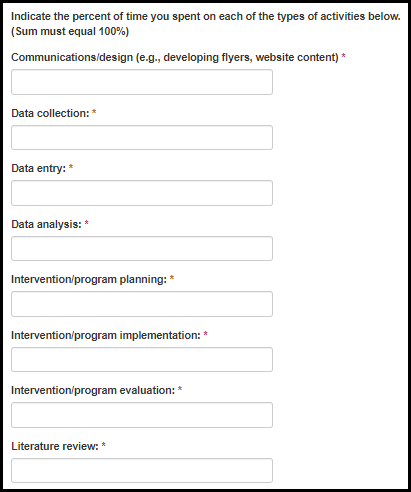 Indicate the percent of time you spent on each of the types of activities below.
(Sum must equal 100%)
Communications/design (e.g., developing flyers, website content) *
Data collection: *
Data entry: *
Data analysis: *
Intervention/program planning: *
Intervention/program implementation: *
Intervention/program evaluation: *
Literature review: *